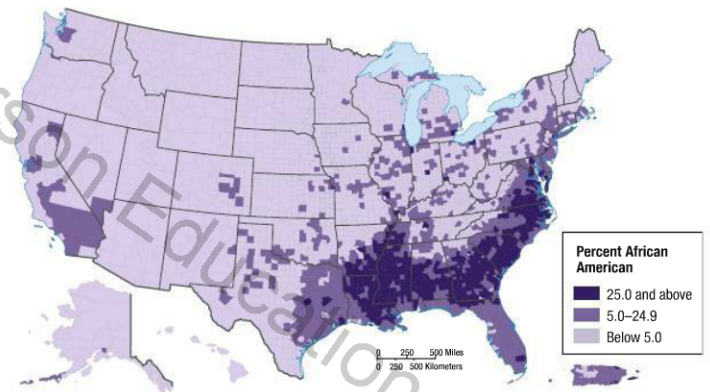 Percent African
American
25.0 and above
5.0–24.9
Below 5.0
0 250 500 Miles
0 250 500 Kilometers
son Education